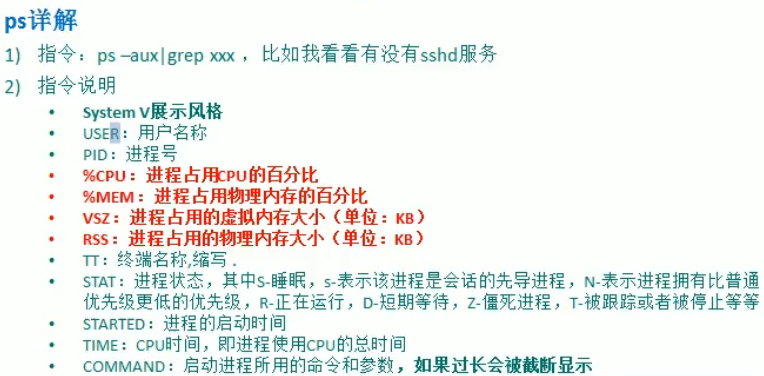 ps详解
1) 指令：ps –aux|grep xxx ，比如我看看有没有sshd服务
2) 指令说明
• System V展示风格
• USER：用户名称
• PID：进程号
• %CPU：进程占用CPU的百分比
• %MEM：进程占用物理内存的百分比
• VSZ：进程占用的虚拟内存大小（单位：KB）
• RSS：进程占用的物理内存大小（单位：KB）
• TT：终端名称,缩写 .
• STAT：进程状态，其中S-睡眠，s-表示该进程是会话的先导进程，N-表示进程拥有比普通
优先级更低的优先级，R-正在运行，D-短期等待，Z-僵死进程，T-被跟踪或者被停止等等
• STARTED：进程的启动时间
• TIME：CPU时间，即进程使用CPU的总时间
• COMMAND：启动进程所用的命令和参数，如果过长会被截断显示